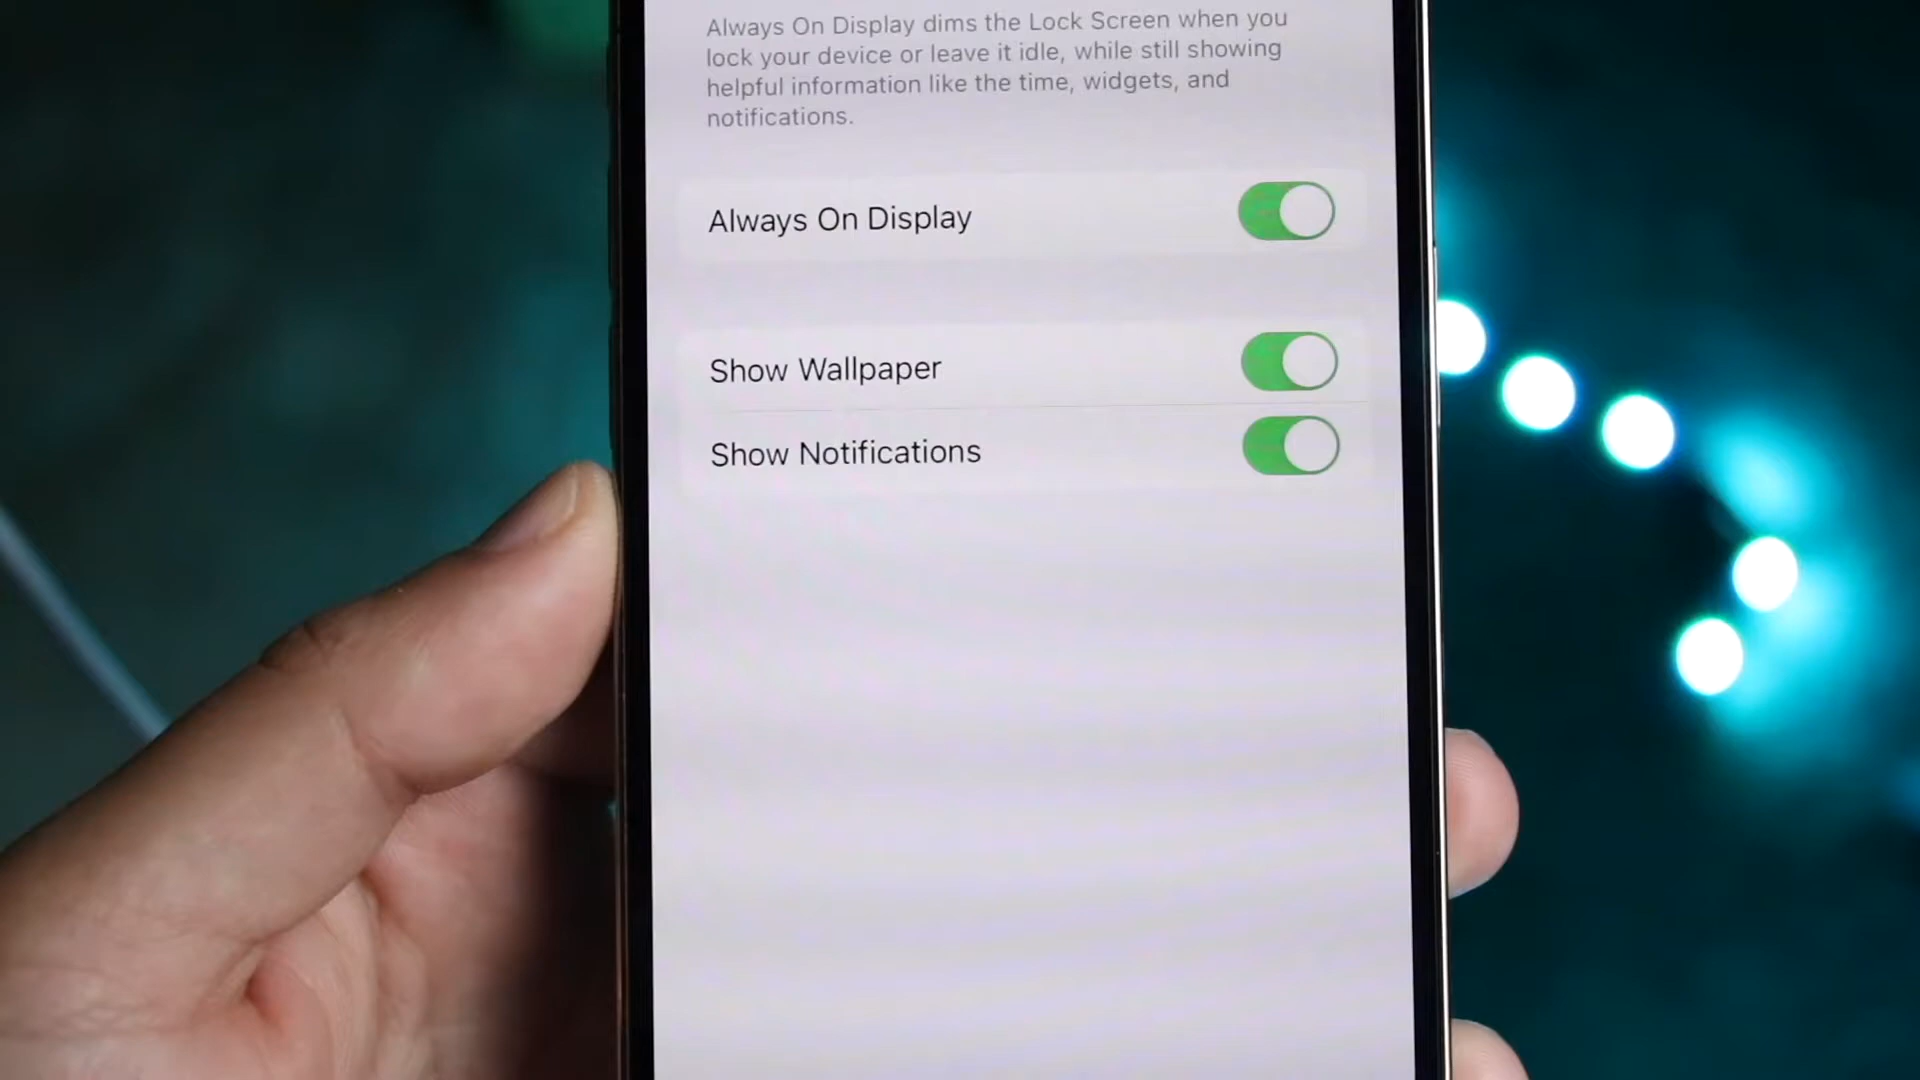 Always On Display dims the Lock Screen when you
lock your device or leave it idle, while still showing
helpful information like the time, widgets, and
notifications.
Always On Display
Show Wallpaper
Show Notifications